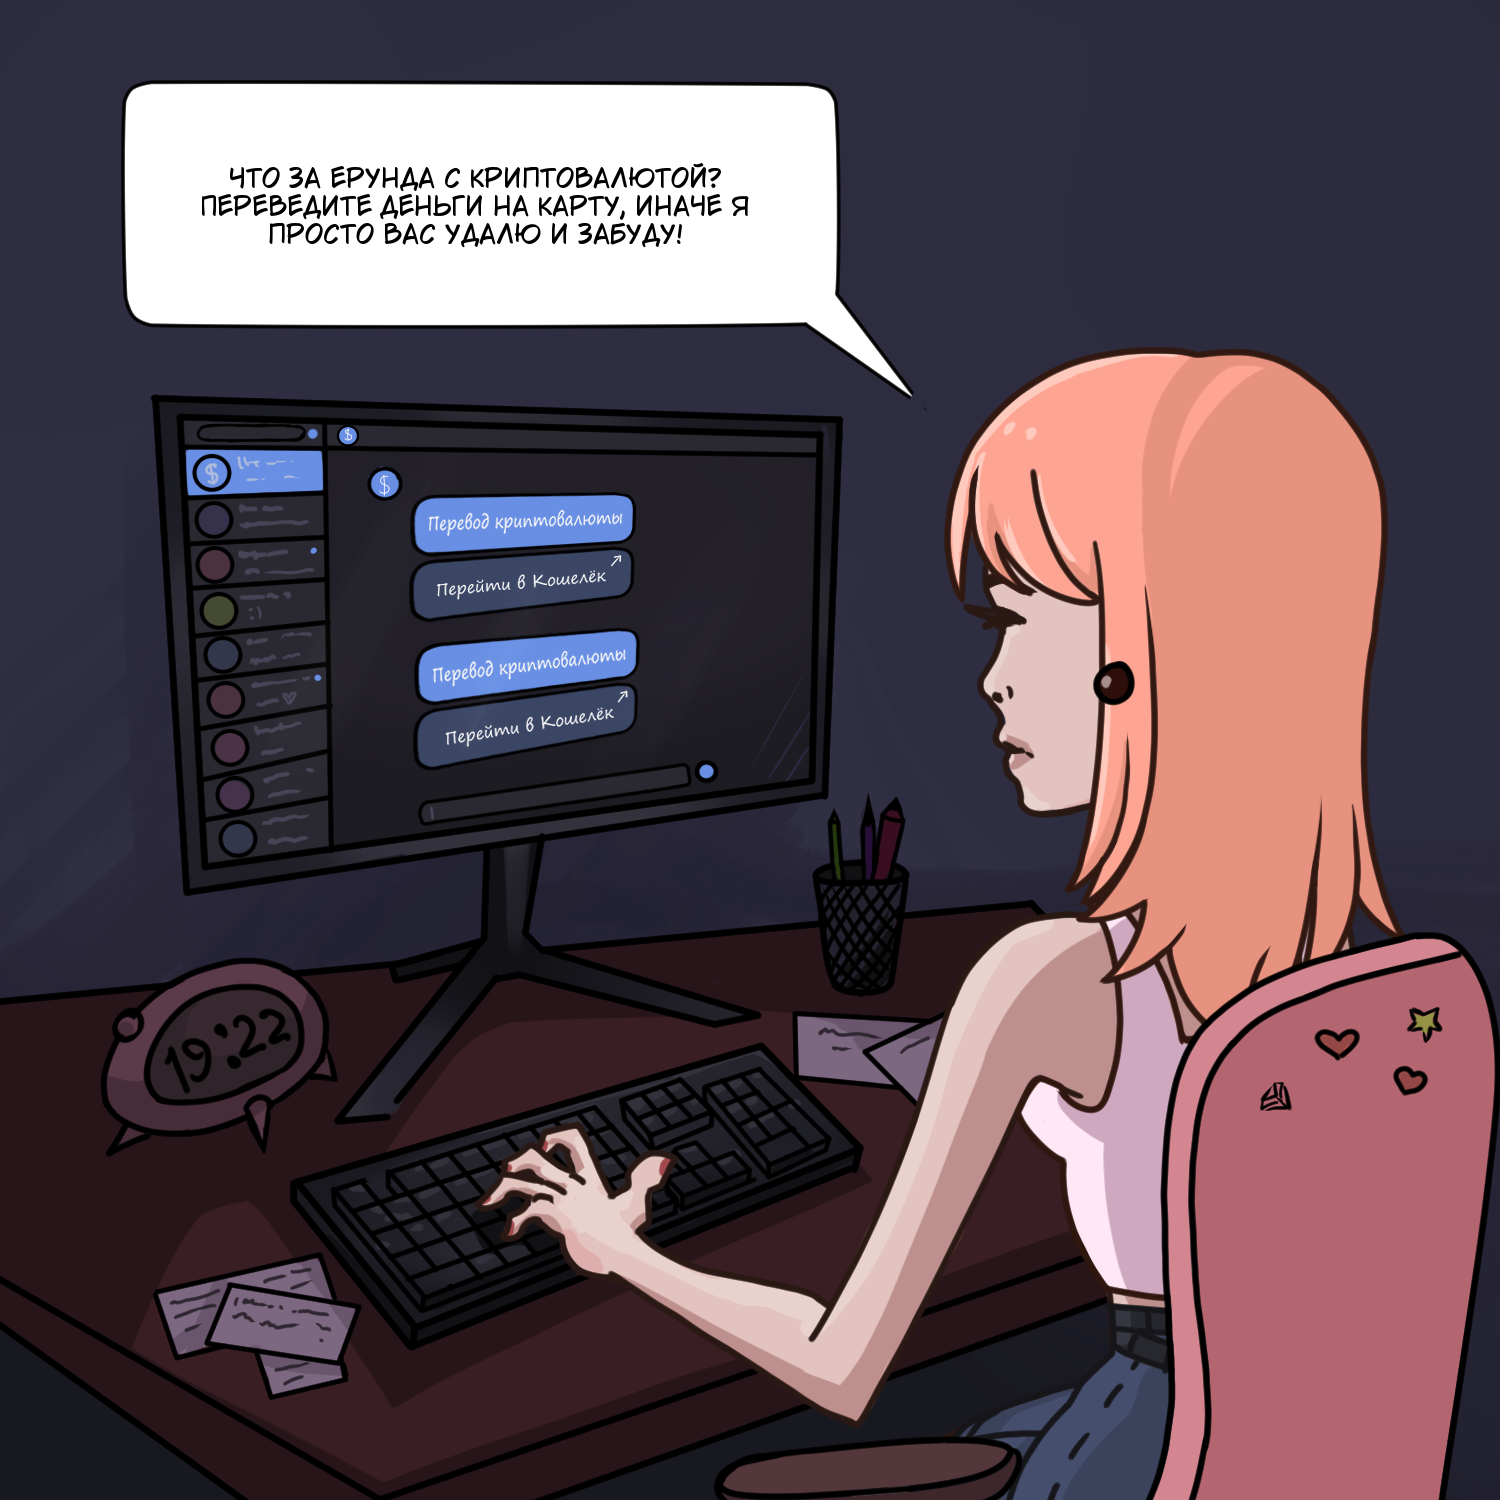 ЧТО ЗА ЕРУНДА С КРИПТОВАЛЮТОЙ?
ПЕРЕВЕДИТЕ ДЕНЬГИ НА КАРТУ, ИНАЧЕ Я
ПРОСТО ВАС УДАЛЮ И ЗАБУДУ!
$
$
$
Перевод криптовалюты
Перейти в Кошелёк
:)
Перевод криптовалюты
Перейти в Кошелёк
19:22